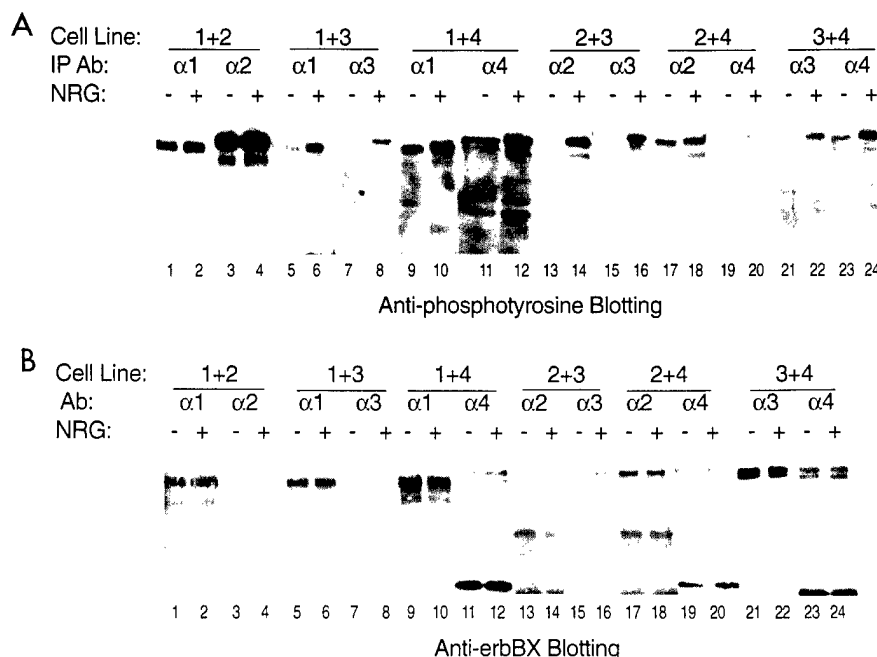 A
Cell Line: 1+2 1+3 1+4 2+3 2+4 3+4
IP Ab: α1 α2 α1 α3 α1 α4 α2 α3 α2 α4 α3 α4
NRG: - + - + - + - + - + - + - + - + - + - + - + - +
1 2 3 4 5 6 7 8 9 10 11 12 13 14 15 16 17 18 19 20 21 22 23 24
Anti-phosphotyrosine Blotting
B
Cell Line: 1+2 1+3 1+4 2+3 2+4 3+4
Ab: α1 α2 α1 α3 α1 α4 α2 α3 α2 α4 α3 α4
NRG: - + - + - + - + - + - + - + - + - + - + - + - +
1 2 3 4 5 6 7 8 9 10 11 12 13 14 15 16 17 18 19 20 21 22 23 24
Anti-erbBX Blotting